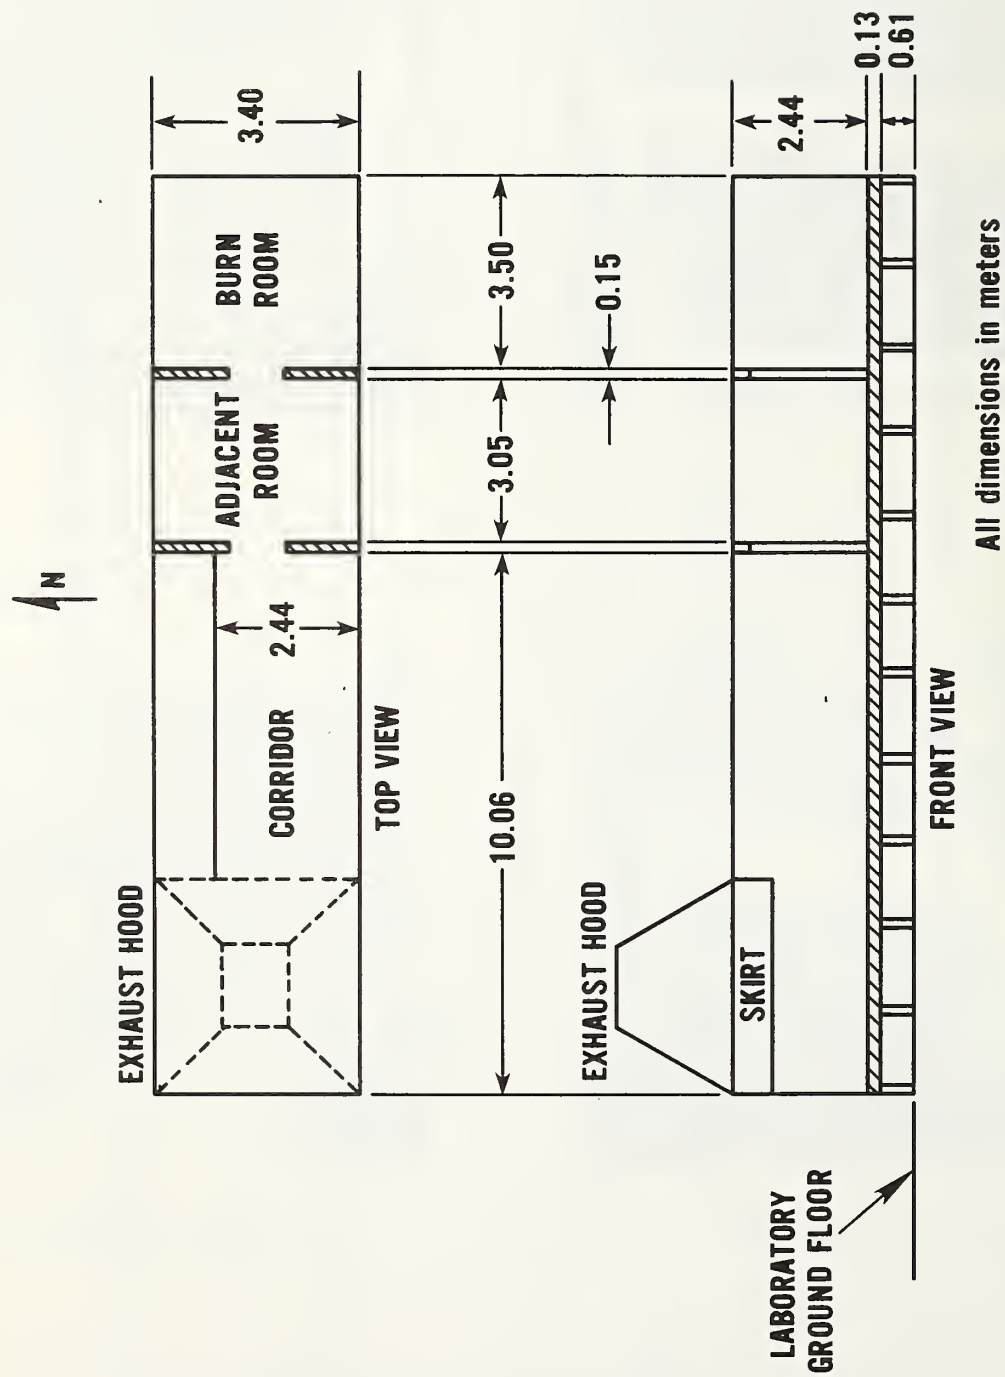 N
EXHAUST HOOD
CORRIDOR
2.44
ADJACENT
ROOM
BURN
ROOM
3.40
TOP VIEW
10.06
3.05
3.50
0.15
EXHAUST HOOD
SKIRT
2.44
0.13
0.61
LABORATORY
GROUND FLOOR
FRONT VIEW
All dimensions in meters